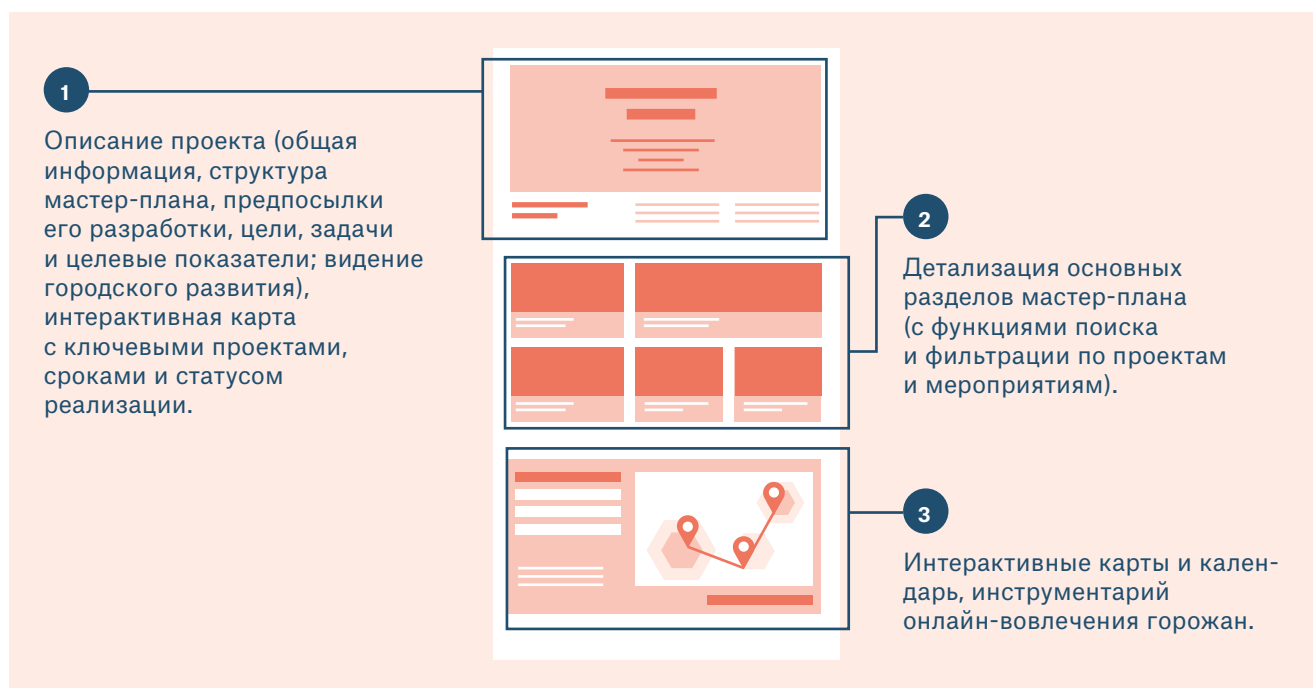 1
Описание проекта (общая
информация, структура
мастер-плана, предпосылки
его разработки, цели, задачи
и целевые показатели; видение
городского развития),
интерактивная карта
с ключевыми проектами,
сроками и статусом
реализации.
2
Детализация основных
разделов мастер-плана
(с функциями поиска
и фильтрации по проектам
и мероприятиям).
3
Интерактивные карты и кален-
дарь, инструментарий
онлайн-вовлечения горожан.